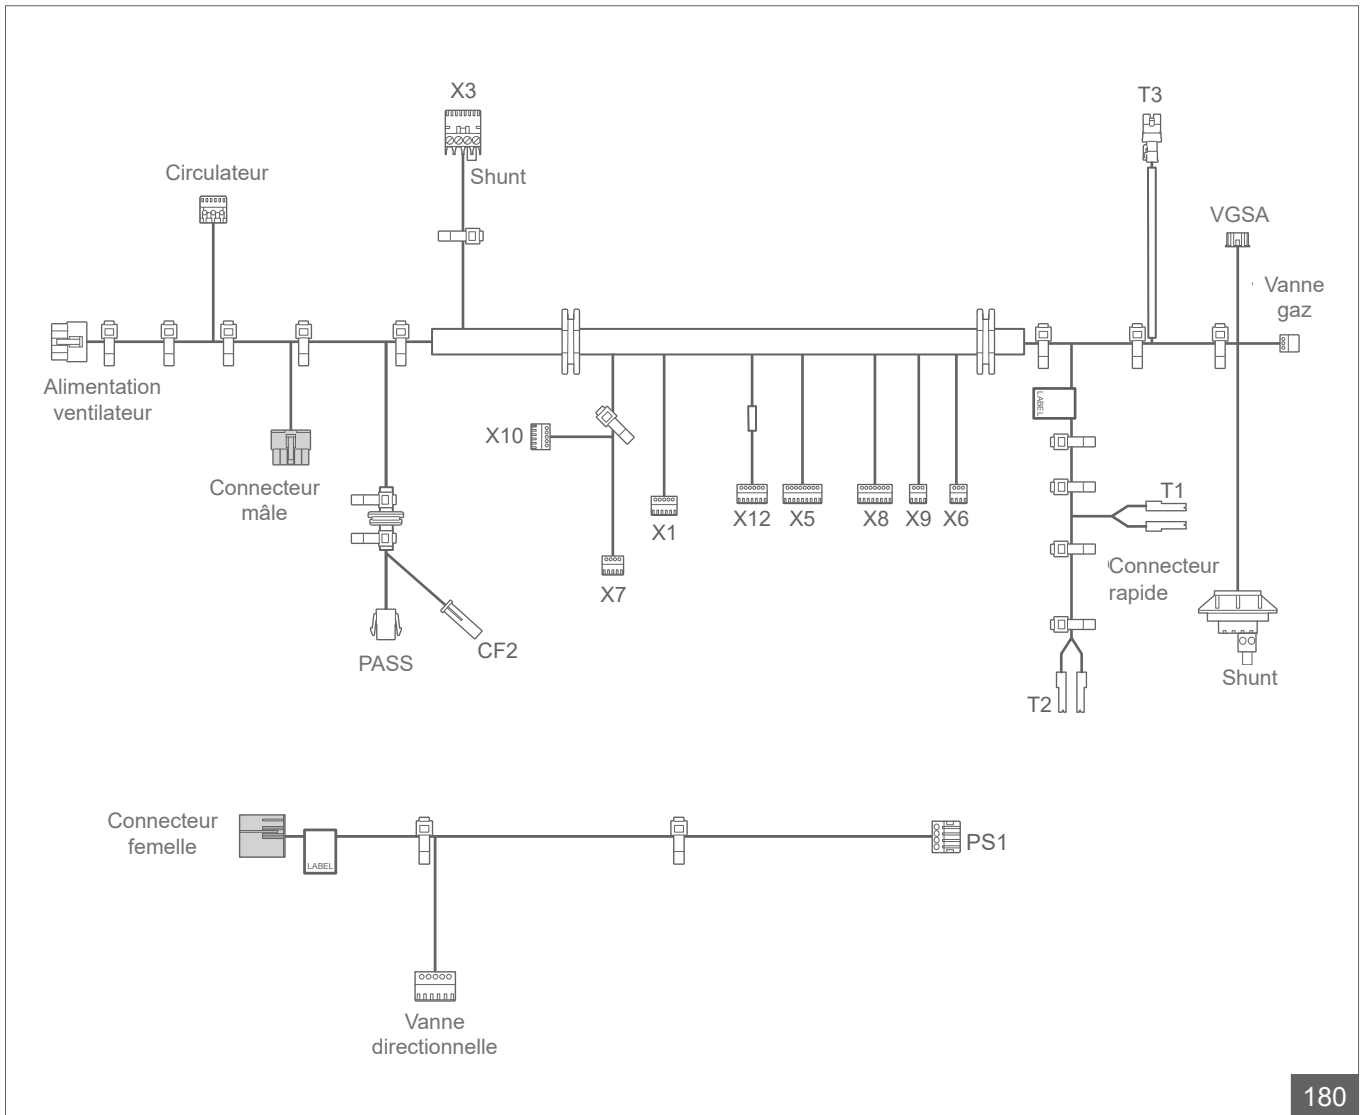 X3
T3
Circulateur
Shunt
VGSA
Vanne
gaz
Alimentation
ventilateur
LABEL
X10
Connecteur
mâle
T1
X12
X5
X8
X9
X6
X1
Connecteur
rapide
X7
CF2
PASS
Shunt
T2
Connecteur
femelle
PS1
LABEL
Vanne
directionnelle
180